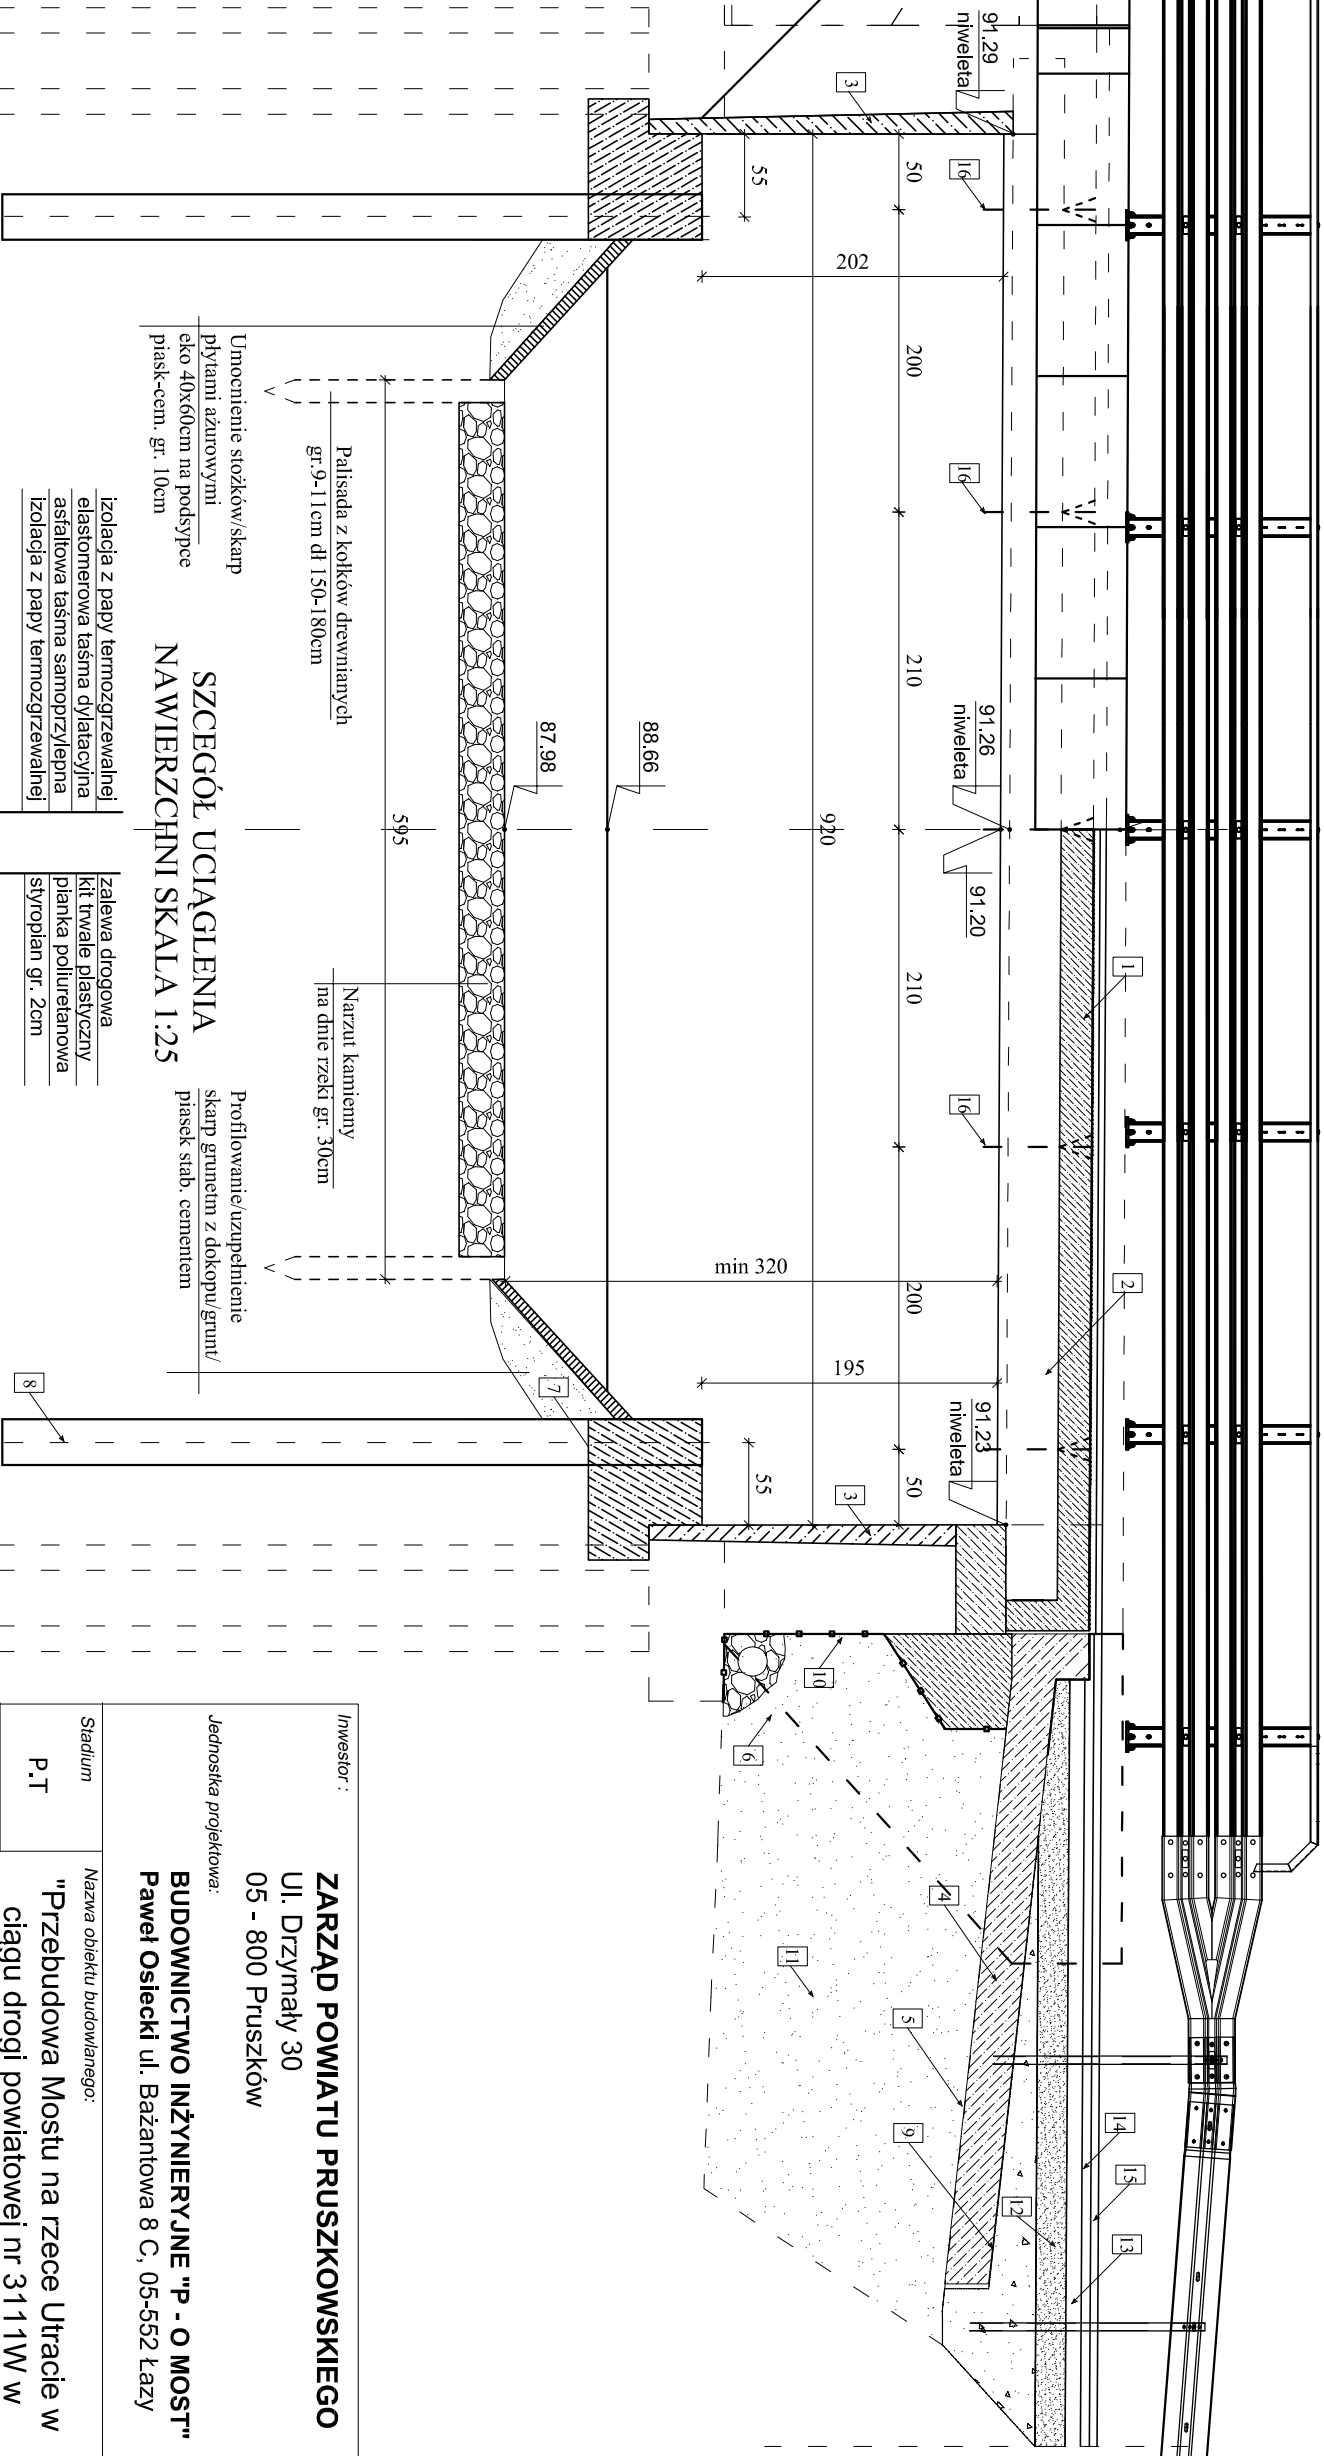 91.29
niweleta
3
55
50
16
202
200
16
210
91.26
niweleta
920
91.20
88.66
87.98
595
210
1
2
16
min 320
200
195
91.23
niweleta
50
55
3
7
8
10
6
4
11
5
9
12
14
15
13
Umocnienie stożków/skarp
płytami ażurowymi
eko 40x60cm na podsypce
piask-cem. gr. 10cm
Palisada z kołków drewnianych
gr.9-11cm dł 150-180cm
Narzut kamienny
na dnie rzeki gr. 30cm
Profilowanie/uzupełnienie
skarp grunetm z dokopu/grunt/
piasek stab. cementem
SZCEGÓŁ UCIĄGLENIA
NAWIERZCHNI SKALA 1:25
izolacja z papy termozgrzewalnej
elastomerowa taśma dylatacyjna
asfaltowa taśma samoprzylepna
izolacja z papy termozgrzewalnej
zalewa drogowa
kit trwale plastyczny
pianka poliuretanowa
styropian gr. 2cm
Inwestor :
ZARZĄD POWIATU PRUSZKOWSKIEGO
Ul. Drzymały 30
05 - 800 Pruszków
Jednostka projektowa:
BUDOWNICTWO INŻYNIERYJNE "P - O MOST"
Paweł Osiecki ul. Bażantowa 8 C, 05-552 Łazy
Stadium
P.T
Nazwa obiektu budowlanego:
"Przebudowa Mostu na rzece Utracie w
ciągu drogi powiatowej nr 3111W w